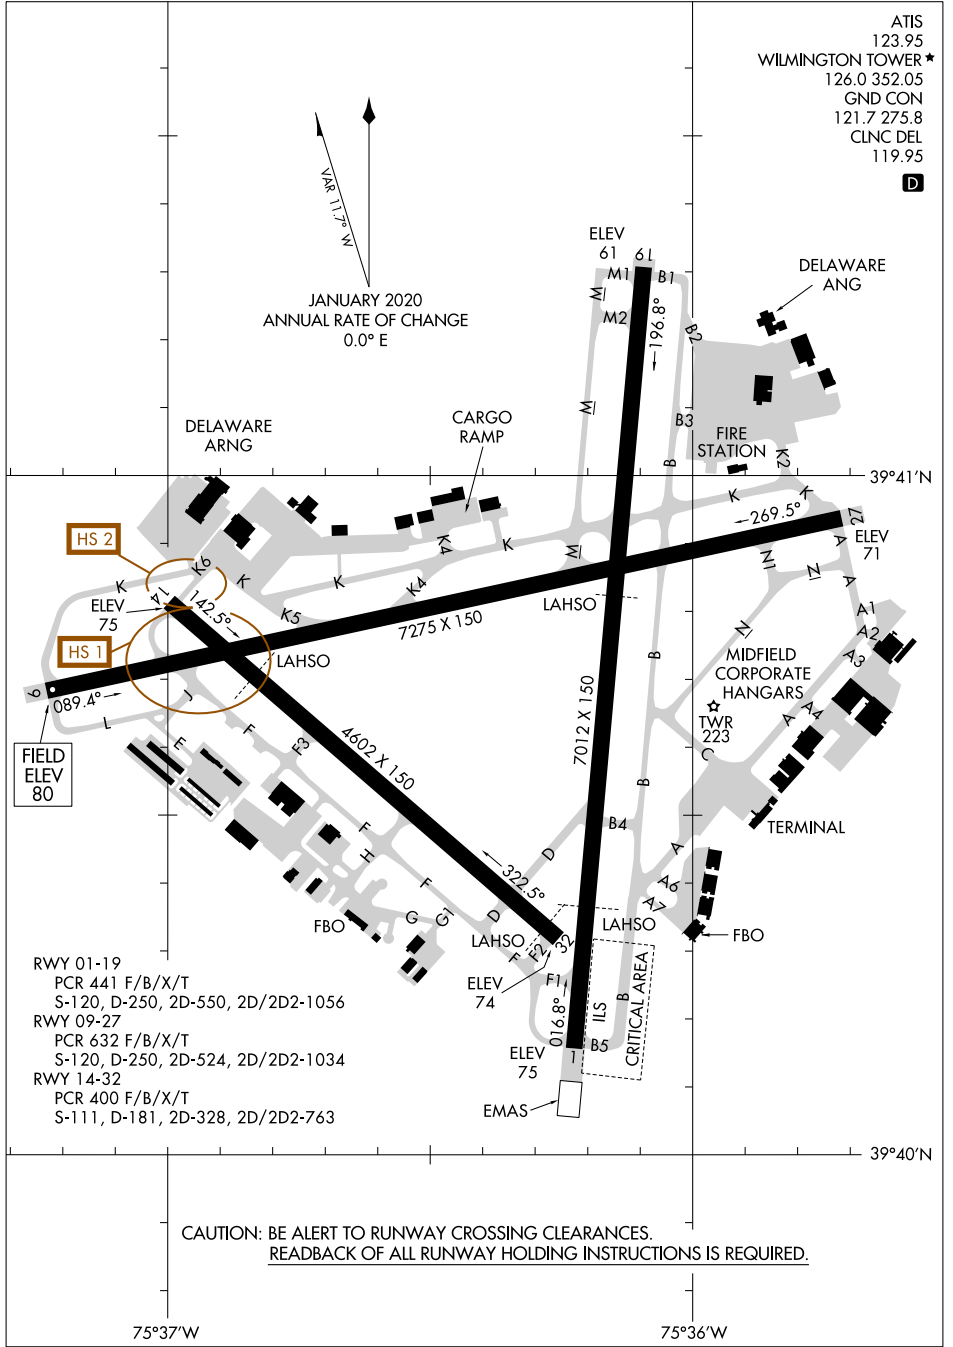 ATIS
123.95
WILMINGTON TOWER ★
126.0 352.05
GND CON
121.7 275.8
CLNC DEL
119.95
D
VAR 11.7° W
JANUARY 2020
ANNUAL RATE OF CHANGE
0.0° E
ELEV
61
19
M1
B1
M
M2
B2
196.8°
DELAWARE
ANG
M
B3
B
FIRE
STATION
K2
DELAWARE
ARNG
CARGO
RAMP
39°41'N
K
K
269.5°
27
ELEV
71
A
HS 2
K6
K
K
K
K4
K
K4
M
N1
N
A
14
ELEV
75
142.5°
K5
7275 X 150
LAHSO
A1
A2
A3
HS 1
LAHSO
N
B
MIDFIELD
CORPORATE
HANGARS
TWR
223
A4
A
9
089.4°
J
L
E
F
F3
4602 X 150
7012 X 150
C
B
FIELD
ELEV
80
F
H
F
D
B4
A
TERMINAL
322.5°
A6
A7
G
G1
D
FBO
LAHSO
LAHSO
FBO
F
F2
32
ELEV
74
F1
016.8°
ILS
CRITICAL AREA
B
B5
1
ELEV
75
EMAS
RWY 01-19
PCR 441 F/B/X/T
S-120, D-250, 2D-550, 2D/2D2-1056
RWY 09-27
PCR 632 F/B/X/T
S-120, D-250, 2D-524, 2D/2D2-1034
RWY 14-32
PCR 400 F/B/X/T
S-111, D-181, 2D-328, 2D/2D2-763
39°40'N
CAUTION: BE ALERT TO RUNWAY CROSSING CLEARANCES.
READBACK OF ALL RUNWAY HOLDING INSTRUCTIONS IS REQUIRED.
75°37'W
75°36'W